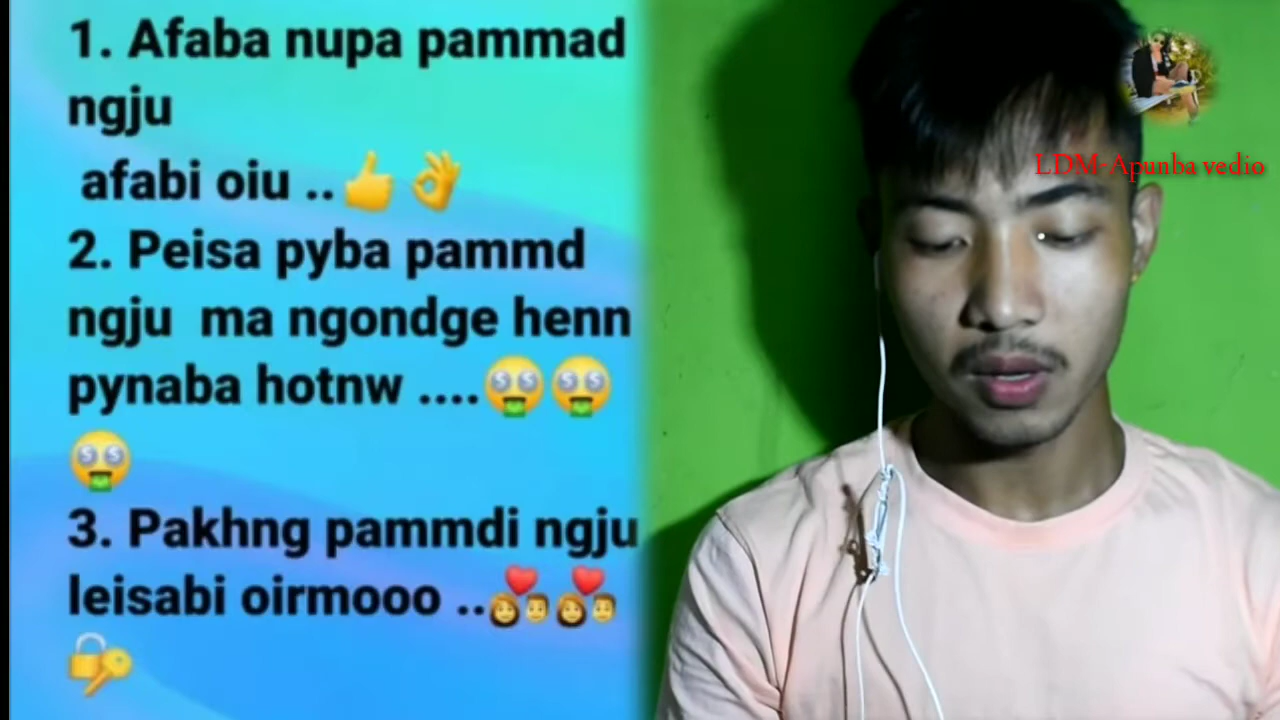 1. Afaba nupa pammad
ngju
afabi oiu ..👍👌
2. Peisa pyba pammd
ngju ma ngondge henn
pynaba hotnw ....🤑🤑
🤑
3. Pakhng pammdi ngju
leisabi oirmooo ..💑💑
🔐
LDM-Apunba vedio